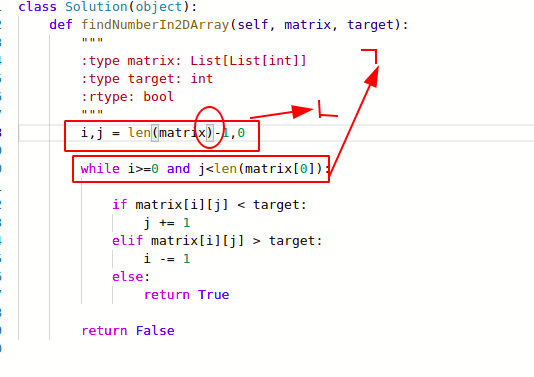 class Solution(object):
def findNumberIn2DArray(self, matrix, target):
"""
:type matrix: List[List[int]]
:type target: int
:rtype: bool
"""
i,j = len(matrix)-1,0
while i>=0 and j<len(matrix[0]):
if matrix[i][j] < target:
j += 1
elif matrix[i][j] > target:
i -= 1
else:
return True
return False